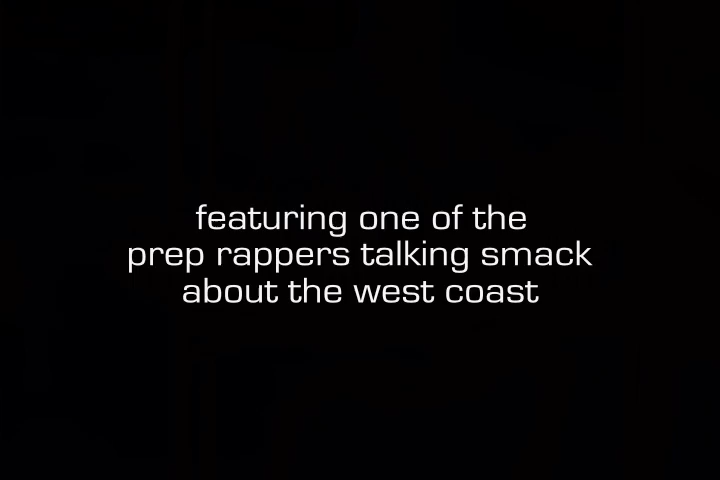 featuring one of the
prep rappers talking smack
about the west coast